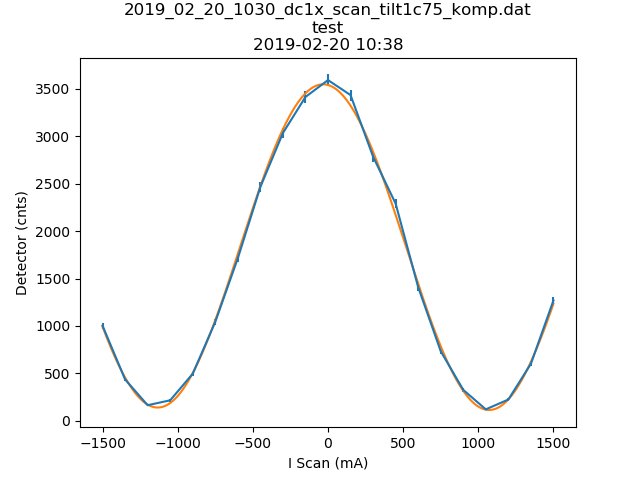 2019_02_20_1030_dc1x_scan_tilt1c75_komp.dat
test
2019-02-20 10:38
3500
3000
2500
2000
1500
1000
500
0
Detector (cnts)
−1500 −1000 −500 0 500 1000 1500
I Scan (mA)